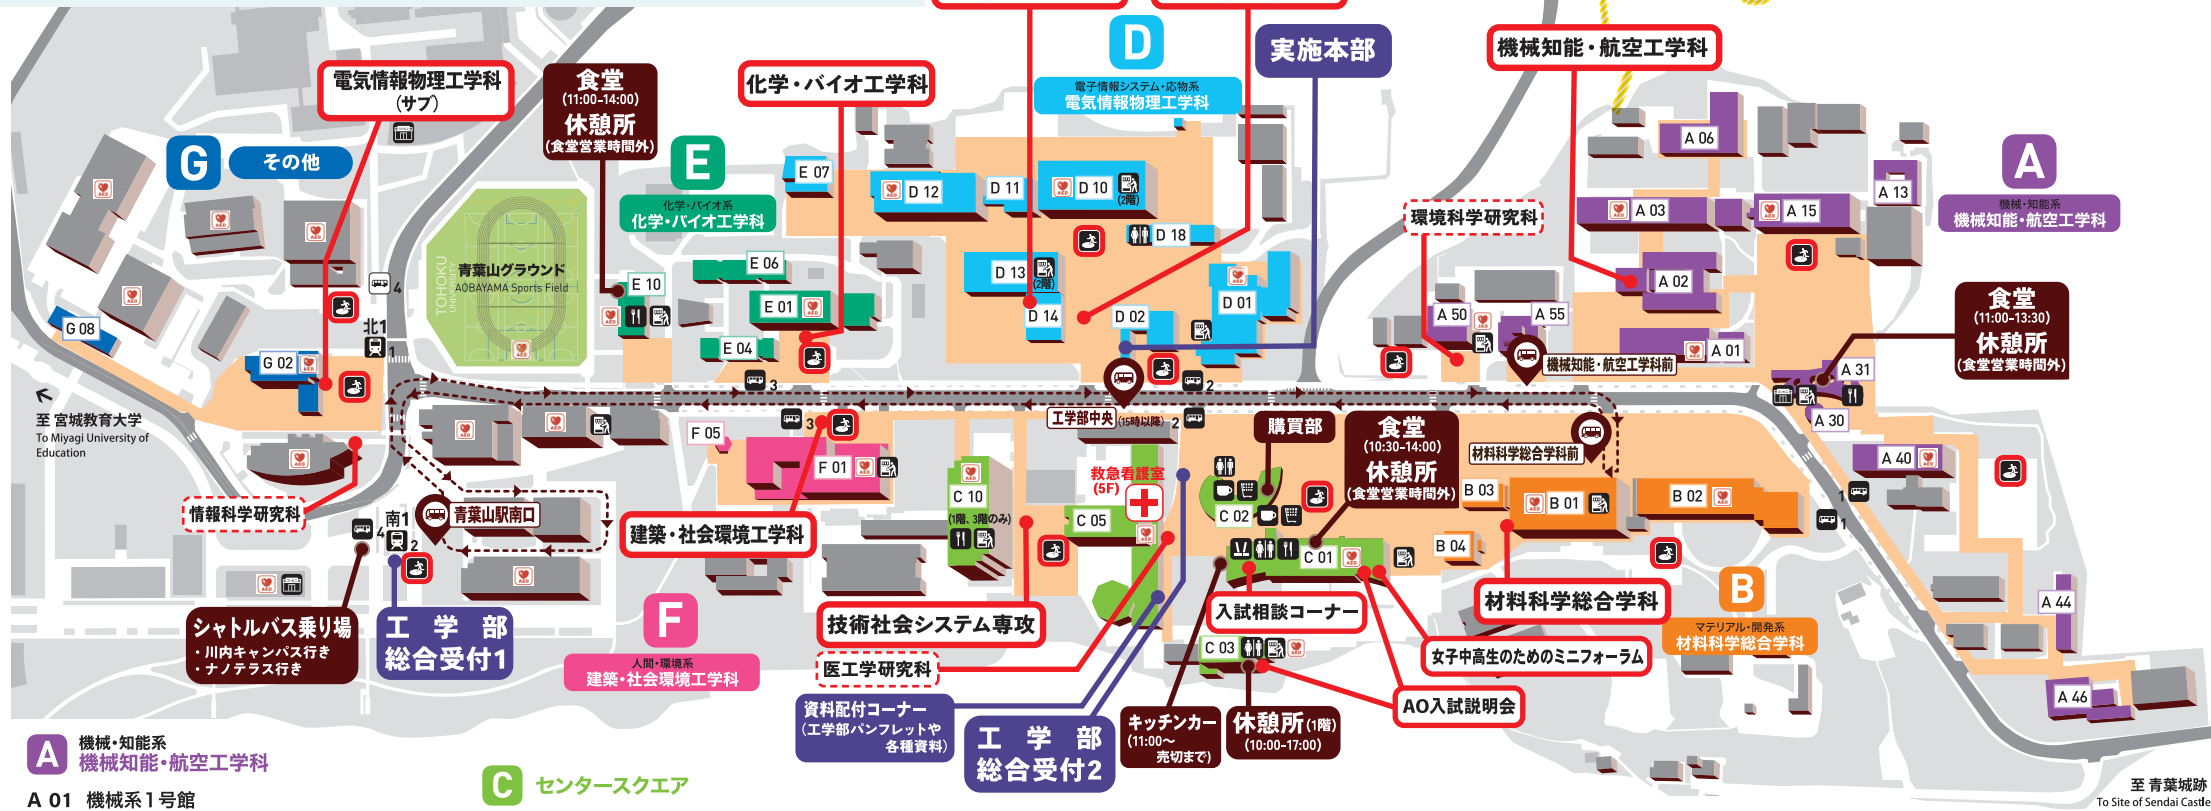 D
電子情報システム・応物系
電気情報物理工学科
実施本部
機械知能・航空工学科
電気情報物理工学科
(サブ)
食堂
(11:00-14:00)
休憩所
(食堂営業時間外)
化学・バイオ工学科
G
その他
E
化学・バイオ系
化学・バイオ工学科
A
機械・知能系
機械知能・航空工学科
環境科学研究科
A 06
A 13
A 03
A 15
A 02
A 50
A 55
A 01
E 07
D 12
D 11
D 10
(2階)
D 18
D 13
(2階)
D 14
D 02
D 01
E 10
E 06
E 01
E 04
TOHOKU
UNIVERSITY
青葉山グラウンド
AOBAYAMA Sports Field
G 08
G 02
4
北1
1
食堂
(11:00-13:30)
休憩所
(食堂営業時間外)
機械知能・航空工学科前
A 31
A 30
A 40
3
2
至 宮城教育大学
To Miyagi University of
Education
工学部中央
(15時以降)
2
3
F 05
F 01
購買部
食堂
(10:30-14:00)
休憩所
(食堂営業時間外)
材料科学総合学科前
救急看護室
(5F)
C 10
(1階、3階のみ)
C 05
C 02
C 01
B 03
B 01
B 02
B 04
1
1
情報科学研究科
4
南1
2
青葉山駅南口
建築・社会環境工学科
シャトルバス乗り場
・川内キャンパス行き
・ナノテラス行き
工学部
総合受付1
F
人間・環境系
建築・社会環境工学科
技術社会システム専攻
医工学研究科
資料配付コーナー
(工学部パンフレットや
各種資料)
工学部
総合受付2
入試相談コーナー
C 03
キッチンカー
(11:00〜
売切まで)
休憩所(1階)
(10:00-17:00)
材料科学総合学科
B
マテリアル・開発系
材料科学総合学科
女子中高生のためのミニフォーラム
AO入試説明会
A 44
A 46
A
機械・知能系
機械知能・航空工学科
A 01 機械系1号館
C
センタースクエア
至 青葉城跡
To Site of Sendai Castle